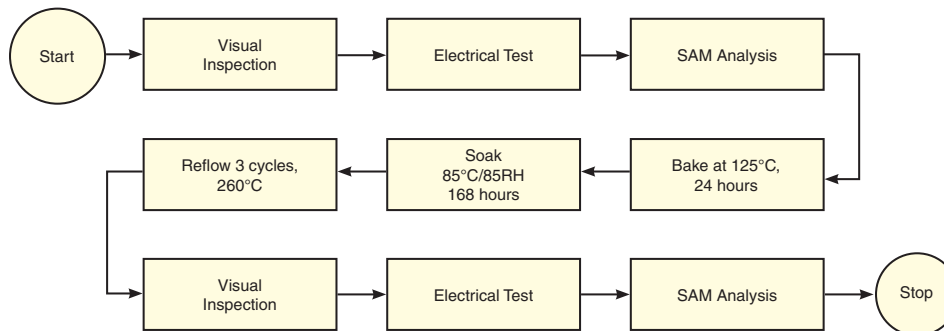 Start
Visual
Inspection
Electrical Test
SAM Analysis
Bake at 125°C,
24 hours
Soak
85°C/85RH
168 hours
Reflow 3 cycles,
260°C
Visual
Inspection
Electrical Test
SAM Analysis
Stop